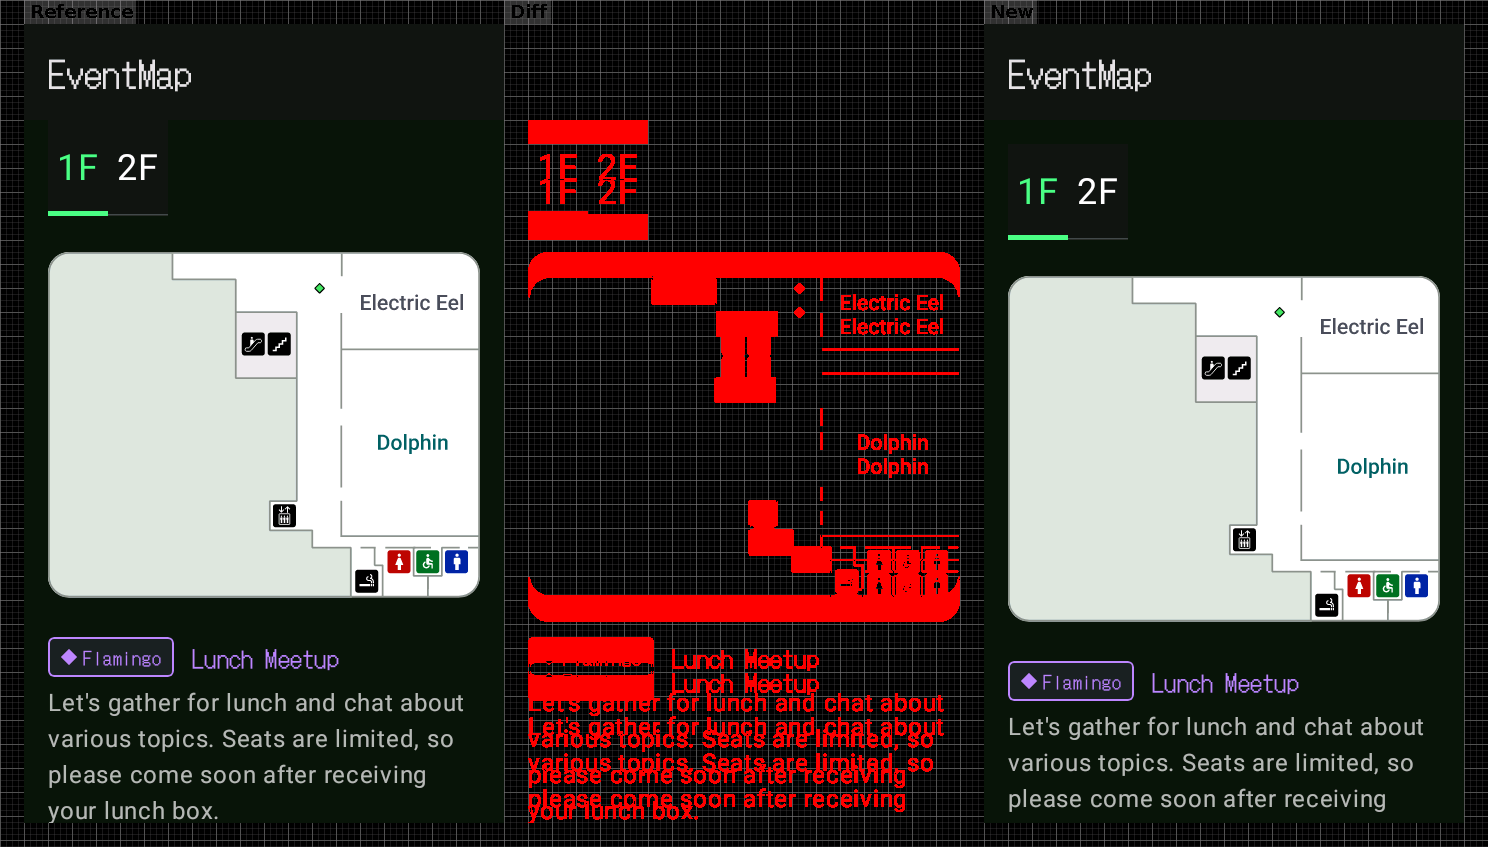 Reference
EventMap
1F 2F
Electric Eel
Dolphin
Flamingo
Lunch Meetup
Let's gather for lunch and chat about
various topics. Seats are limited, so
please come soon after receiving
your lunch box.
Diff
1F 2F
1F 2F
Electric Eel
Electric Eel
Dolphin
Dolphin
Lunch Meetup
Lunch Meetup
Let's gather for lunch and chat about
Let's gather for lunch and chat about
various topics. Seats are limited, so
various topics. Seats are limited, so
please come soon after receiving
please come soon after receiving
your lunch box.
New
EventMap
1F 2F
Electric Eel
Dolphin
Flamingo
Lunch Meetup
Let's gather for lunch and chat about
various topics. Seats are limited, so
please come soon after receiving